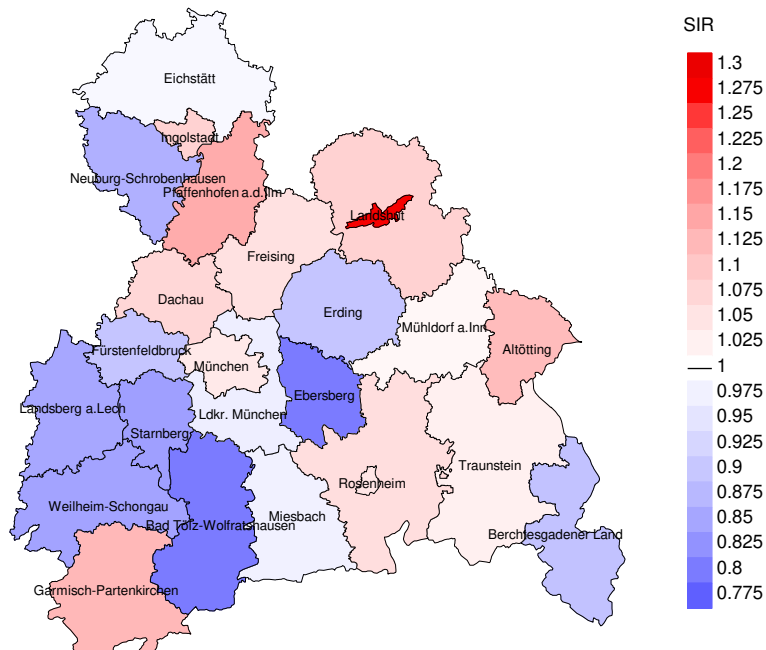 SIR
Eichstätt
Ingolstadt
Neuburg-Schrobenhausen
Pfaffenhofen a.d.Ilm
Landshut
Freising
Dachau
Erding
Mühldorf a.Inn
Altötting
Fürstenfeldbruck
München
Ebersberg
Landsberg a.Lech
Ldkr. München
Starnberg
Traunstein
Rosenheim
Weilheim-Schongau
Miesbach
Bad Tölz-Wolfratshausen
Berchtesgadener Land
Garmisch-Partenkirchen
1.3
1.275
1.25
1.225
1.2
1.175
1.15
1.125
1.1
1.075
1.05
1.025
1
0.975
0.95
0.925
0.9
0.875
0.85
0.825
0.8
0.775